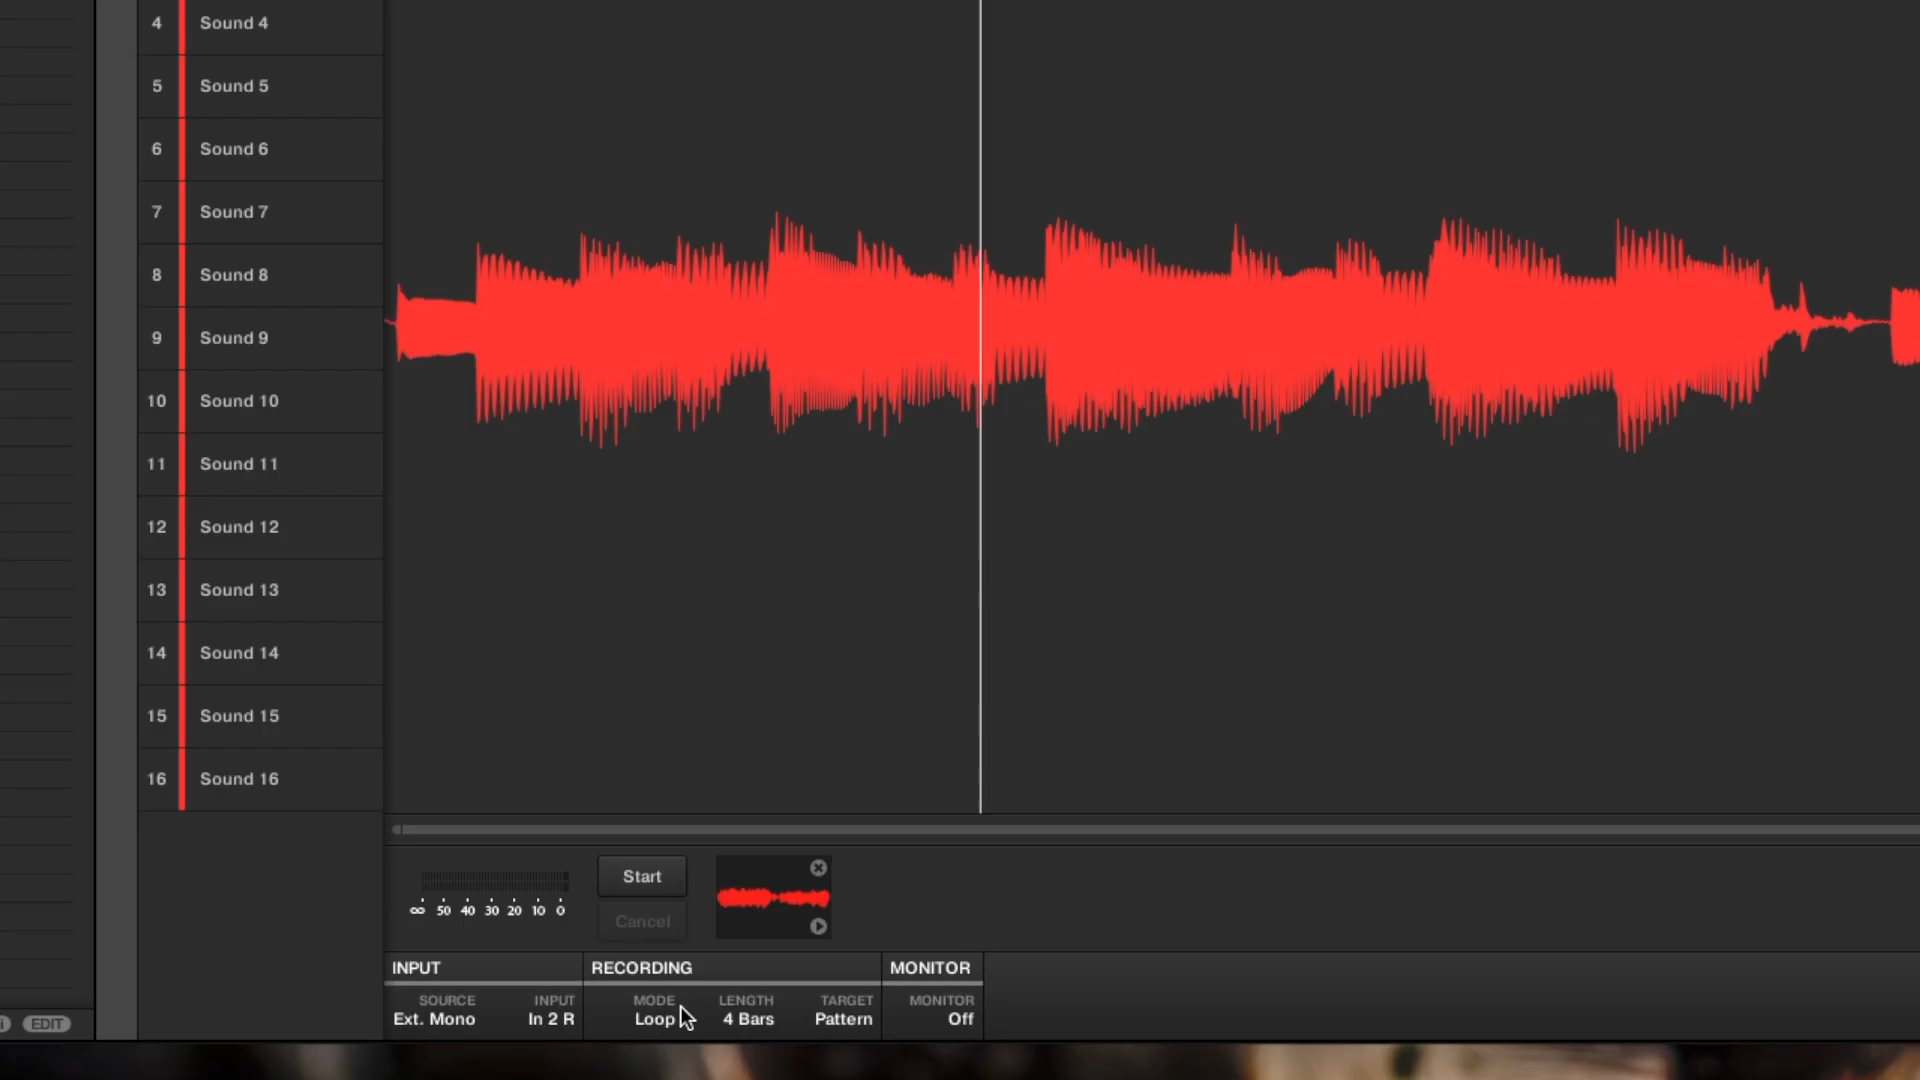 4 Sound 4
5 Sound 5
6 Sound 6
7 Sound 7
8 Sound 8
9 Sound 9
10 Sound 10
11 Sound 11
12 Sound 12
13 Sound 13
14 Sound 14
15 Sound 15
16 Sound 16
Start
∞ 50 40 30 20 10 0
Cancel
INPUT RECORDING MONITOR
SOURCE INPUT MODE LENGTH TARGET MONITOR
Ext. Mono In 2 R Loop 4 Bars Pattern Off
i EDIT